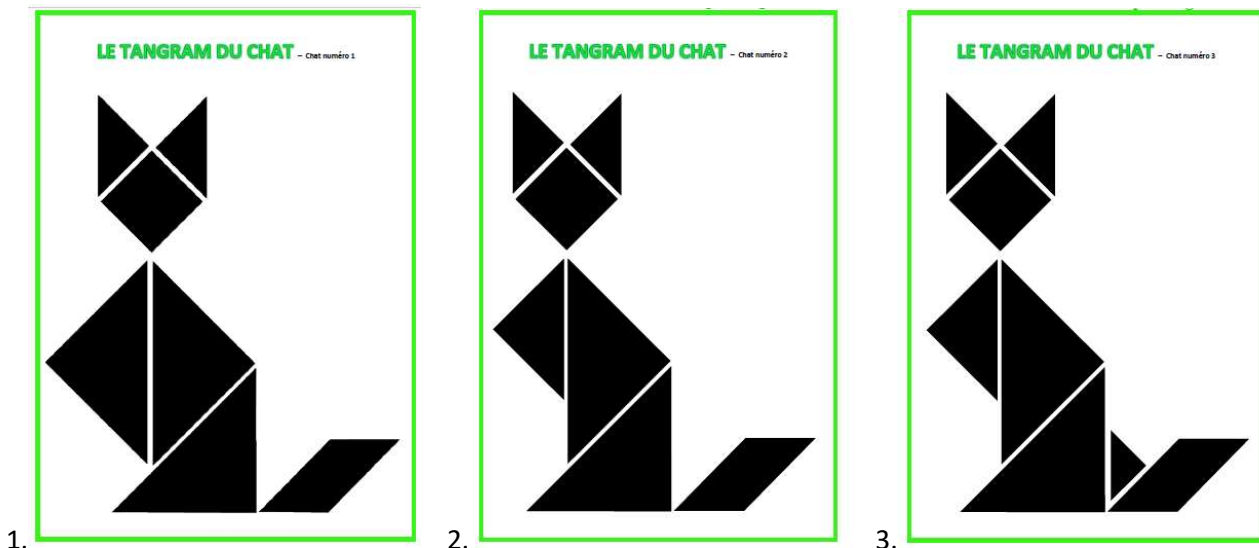 LE TANGRAM DU CHAT – Chat numéro 1
LE TANGRAM DU CHAT – Chat numéro 2
LE TANGRAM DU CHAT – Chat numéro 3
1.
2.
3.